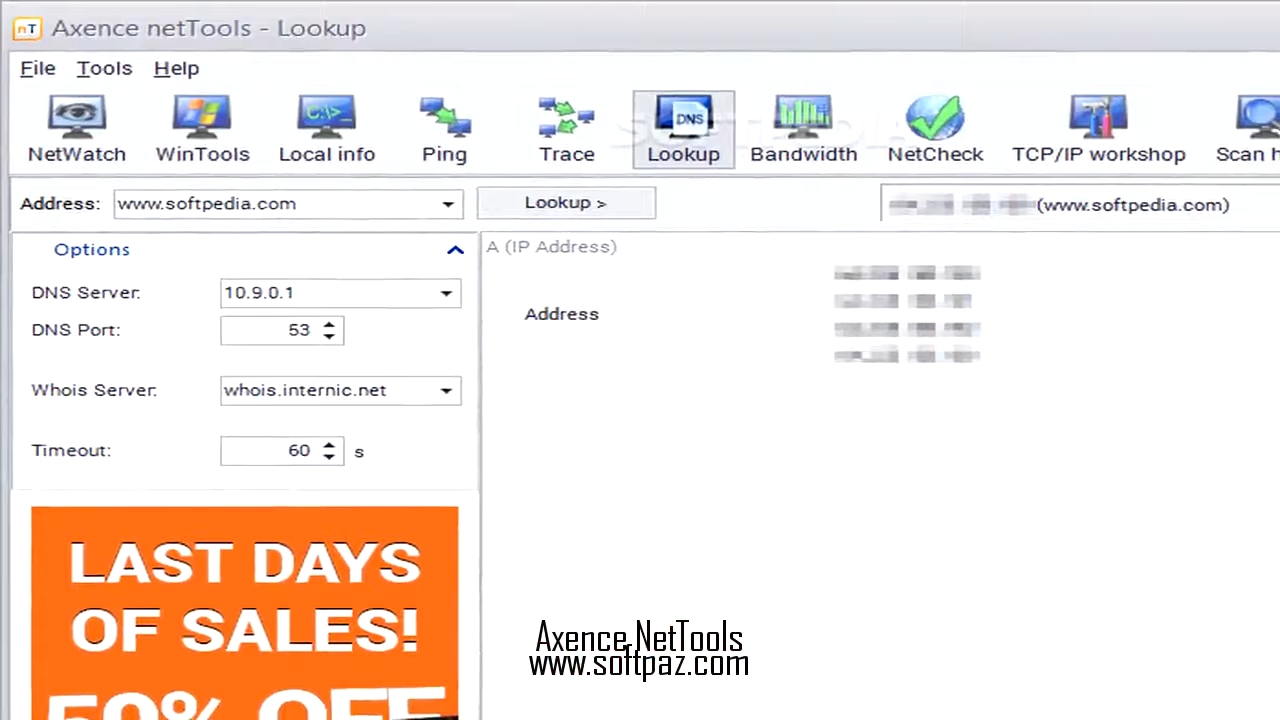 nT Axence netTools - Lookup
File Tools Help
NetWatch WinTools Local info Ping Trace Lookup Bandwidth NetCheck TCP/IP workshop Scan h
C:\>_ DNS
SOFTPEDIA
Address: www.softpedia.com Lookup > (www.softpedia.com)
Options A (IP Address)
DNS Server: 10.9.0.1
DNS Port: 53 Address
Whois Server: whois.internic.net
Timeout: 60 s
LAST DAYS
OF SALES!
50% OFF
Axence NetTools
www.softpaz.com